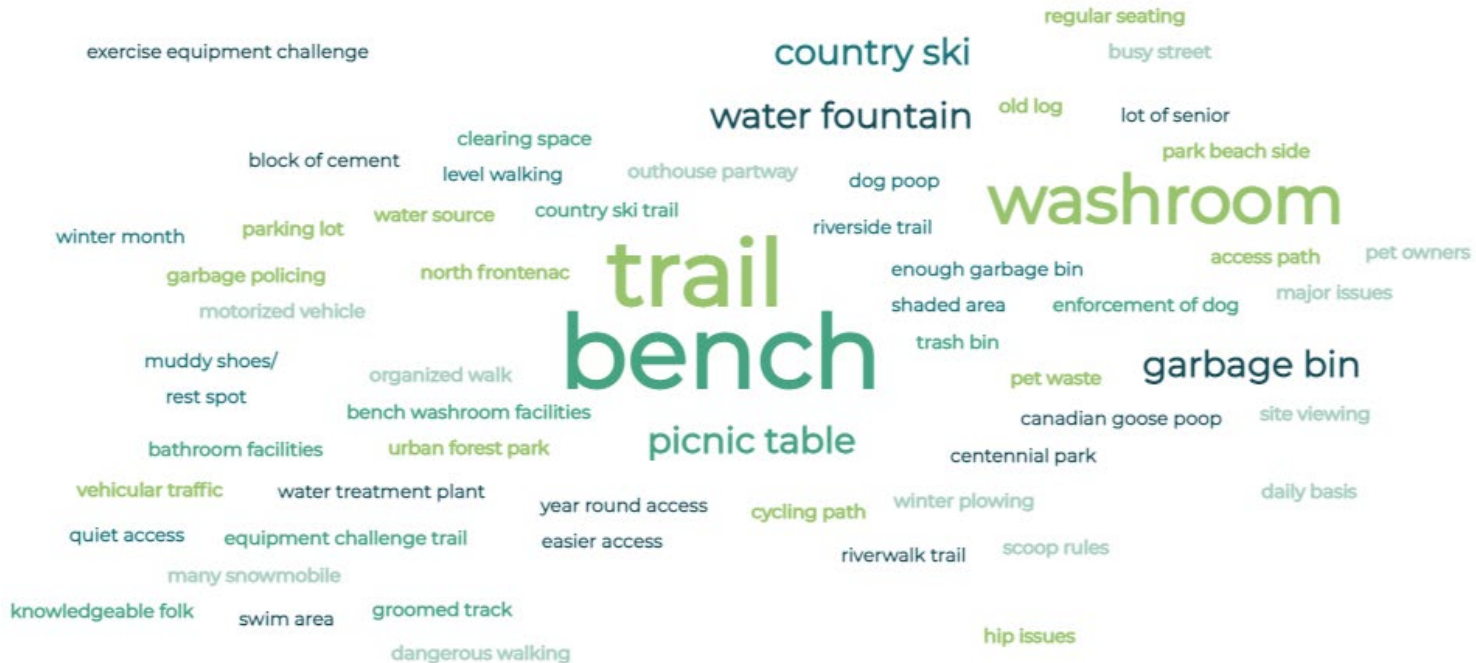 regular seating
exercise equipment challenge
country ski
busy street
water fountain
old log
lot of senior
clearing space
park beach side
block of cement
level walking
outhouse partway
dog poop
washroom
winter month
parking lot
water source
country ski trail
riverside trail
access path
pet owners
garbage policing
north frontenac
trail
enough garbage bin
motorized vehicle
shaded area
enforcement of dog
major issues
muddy shoes/
bench
trash bin
garbage bin
rest spot
organized walk
pet waste
bench washroom facilities
canadian goose poop
site viewing
bathroom facilities
urban forest park
picnic table
centennial park
vehicular traffic
water treatment plant
year round access
cycling path
winter plowing
daily basis
quiet access
equipment challenge trail
easier access
riverwalk trail
scoop rules
many snowmobile
knowledgeable folk
swim area
groomed track
hip issues
dangerous walking